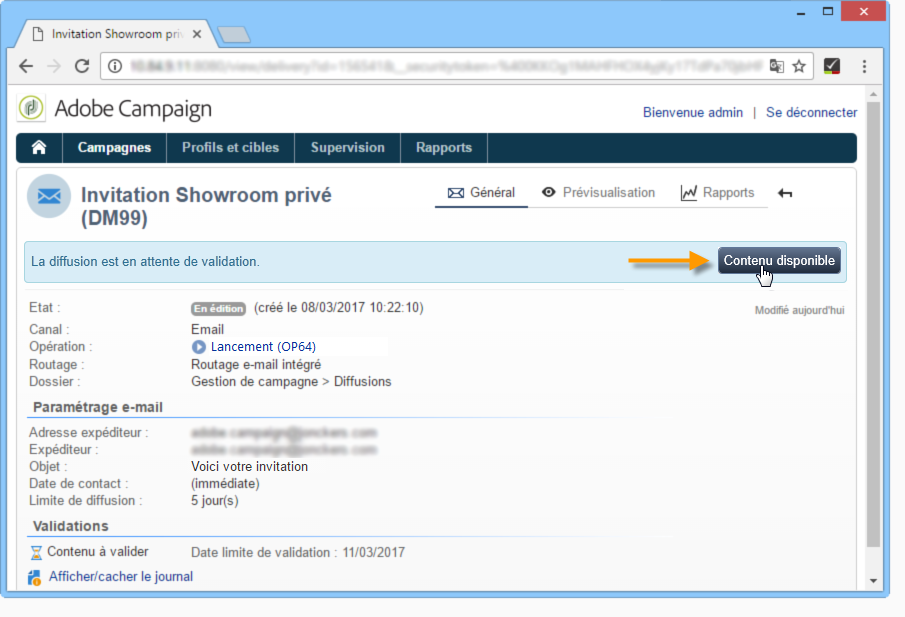 Invitation Showroom priv
Adobe Campaign
Bienvenue admin | Se déconnecter
Campagnes Profils et cibles Supervision Rapports
Invitation Showroom privé
(DM99)
Général Prévisualisation Rapports
La diffusion est en attente de validation.
Contenu disponible
Etat : En édition (créé le 08/03/2017 10:22:10)
Modifié aujourd'hui
Canal : Email
Opération : Lancement (OP64)
Routage : Routage e-mail intégré
Dossier : Gestion de campagne > Diffusions
Paramétrage e-mail
Adresse expéditeur :
Expéditeur :
Objet : Voici votre invitation
Date de contact : (immédiate)
Limite de diffusion : 5 jour(s)
Validations
Contenu à valider Date limite de validation : 11/03/2017
Afficher/cacher le journal